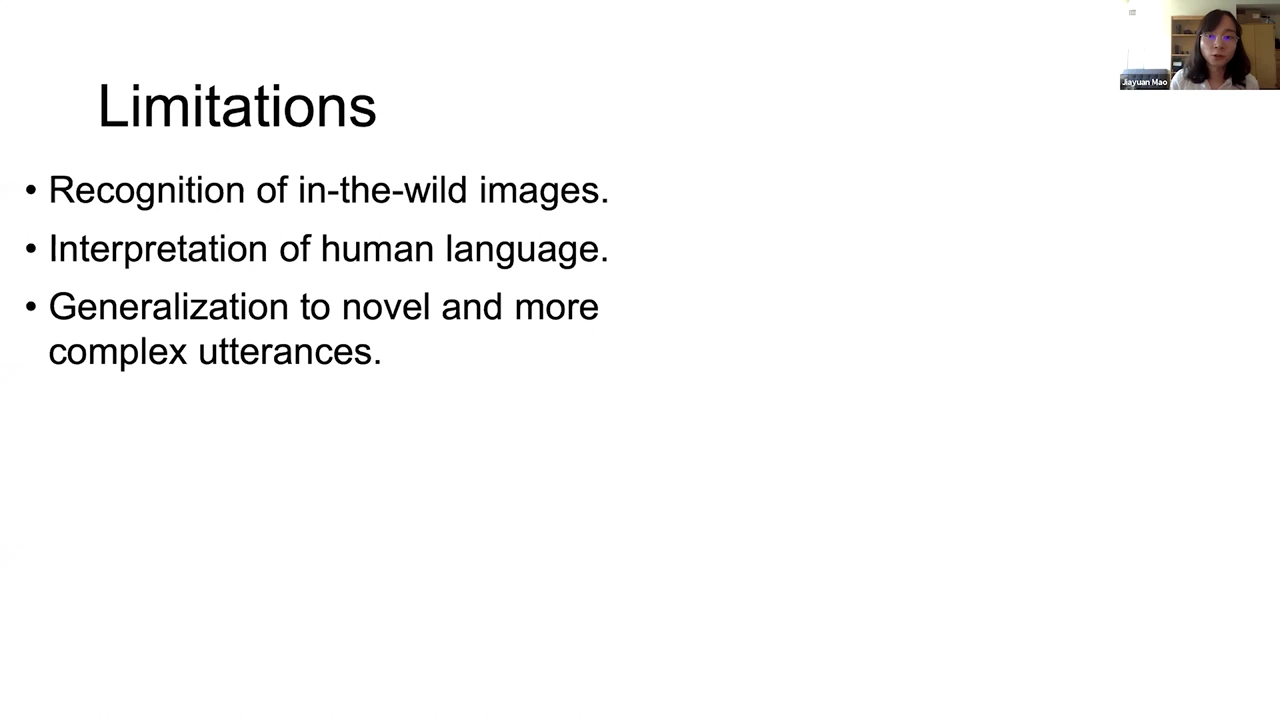 Jiayuan Mao
Limitations
• Recognition of in-the-wild images.
• Interpretation of human language.
• Generalization to novel and more
complex utterances.